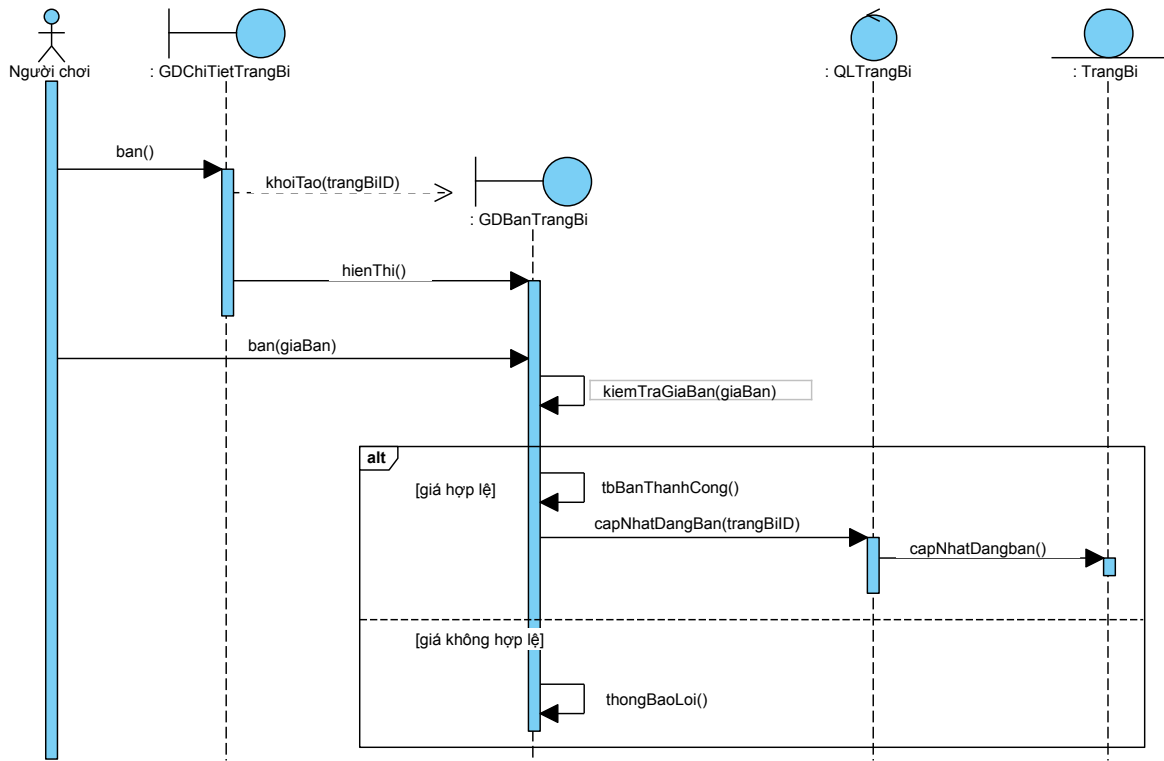 Người chơi
: GDChiTietTrangBi
: QLTrangBi
: TrangBi
ban()
khoiTao(trangBiID)
: GDBanTrangBi
hienThi()
ban(giaBan)
kiemTraGiaBan(giaBan)
alt
[giá hợp lệ]
tbBanThanhCong()
capNhatDangBan(trangBiID)
capNhatDangban()
[giá không hợp lệ]
thongBaoLoi()